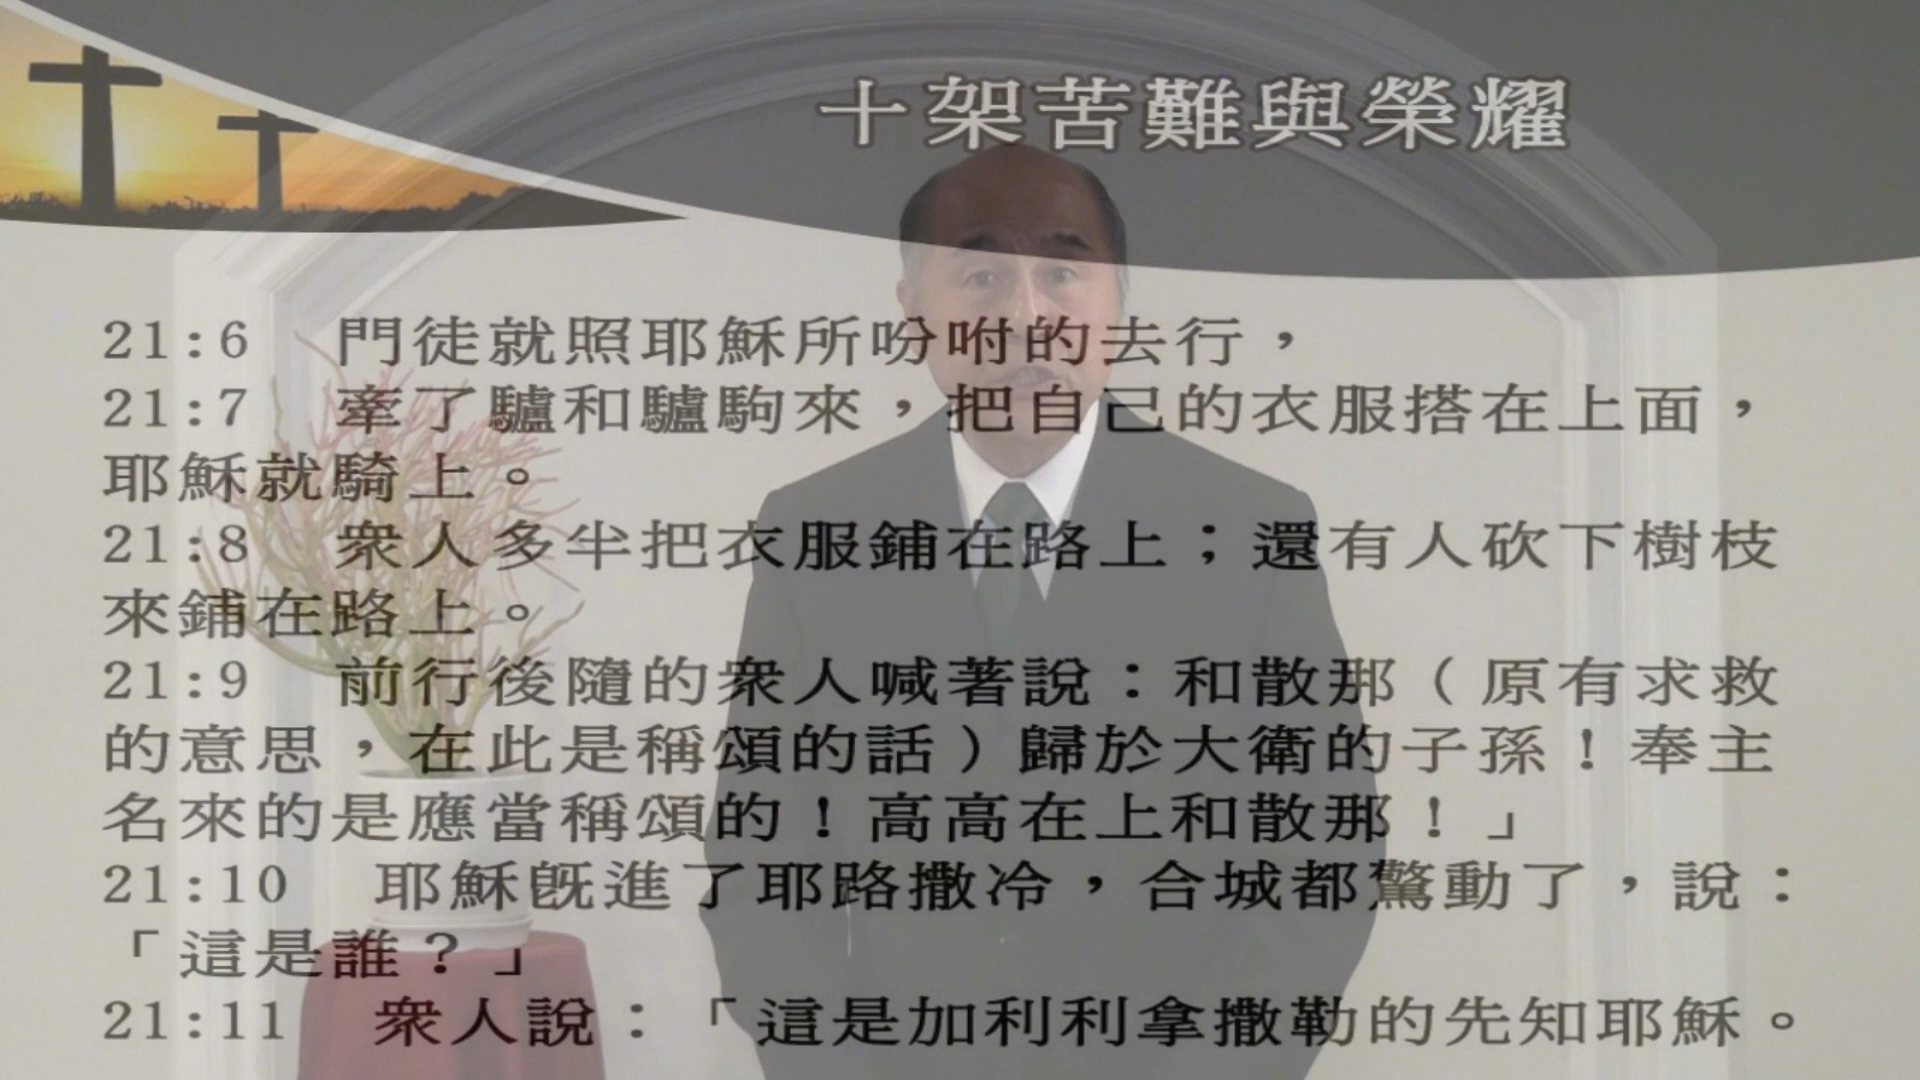 十架苦難與榮耀
21:6 門徒就照耶穌所吩咐的去行，
21:7 牽了驢和驢駒來，把自己的衣服搭在上面，
耶穌就騎上。
21:8 眾人多半把衣服鋪在路上；還有人砍下樹枝
來鋪在路上。
21:9 前行後隨的眾人喊著說：和散那（原有求救
的意思，在此是稱頌的話）歸於大衛的子孫！奉主
名來的是應當稱頌的！高高在上和散那！」
21:10 耶穌既進了耶路撒冷，合城都驚動了，說：
「這是誰？」
21:11 眾人說：「這是加利利拿撒勒的先知耶穌。